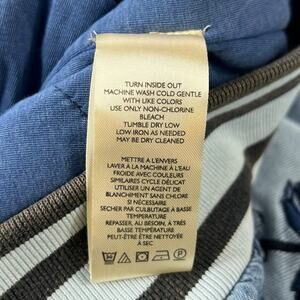 TURN INSIDE OUT
MACHINE WASH COLD GENTLE
WITH LIKE COLORS
USE ONLY NON-CHLORINE
BLEACH
TUMBLE DRY LOW
LOW IRON AS NEEDED
MAY BE DRY CLEANED
METTRE A L'ENVERS
LAVER À LA MACHINE À L'EAU
FROIDE AVEC COULEURS
SIMILAIRES CYCLE DÉLICAT
UTILISER UN AGENT DE
BLANCHIMENT SANS CHLORE
SI NÉCESSAIRE
SÉCHER PAR CULBUTAGE À BASSE
TEMPÉRATURE
REPASSER, AU BESOIN, À TRÈS
BASSE TEMPÉRATURE
PEUT-ÊTRE ÊTRE NETTOYÉ
À SEC